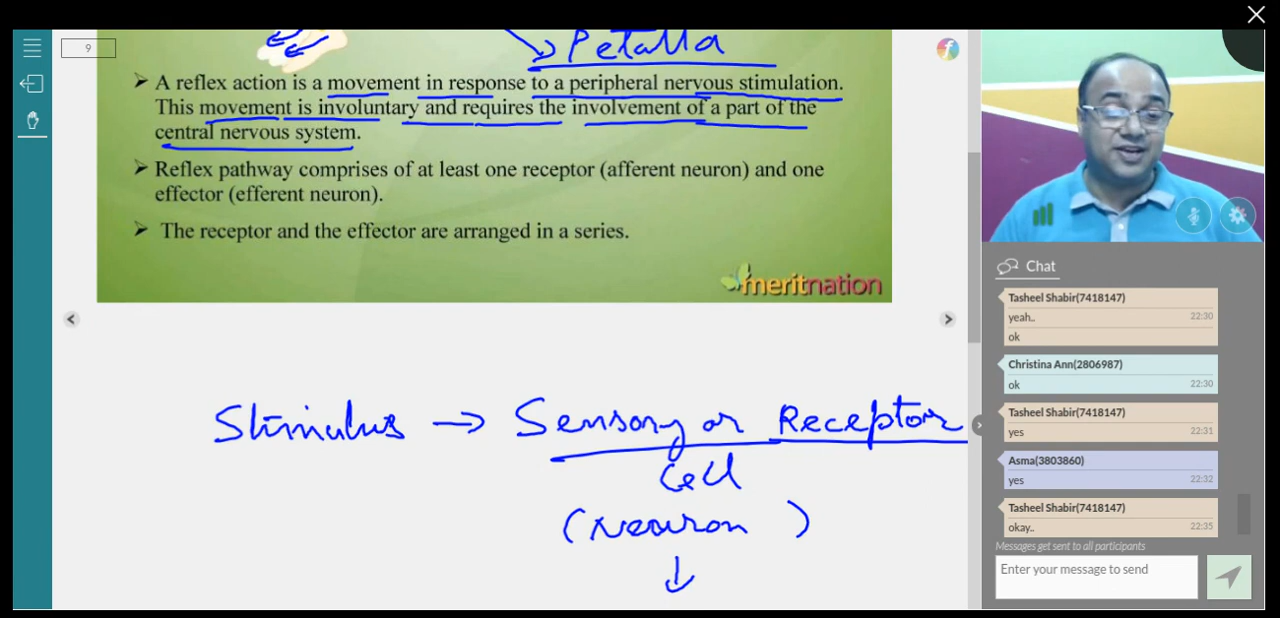 9
Petalla
➤ A reflex action is a movement in response to a peripheral nervous stimulation.
This movement is involuntary and requires the involvement of a part of the
central nervous system.
➤ Reflex pathway comprises of at least one receptor (afferent neuron) and one
effector (efferent neuron).
➤ The receptor and the effector are arranged in a series.
meritnation
Stimulus → Sensory or Receptor
Cell
(Neuron )
↓
Chat
Tasheel Shabir(7418147)
yeah.. 22:30
ok
Christina Ann(2806987)
ok 22:30
Tasheel Shabir(7418147)
yes 22:31
Asma(3803860)
yes 22:32
Tasheel Shabir(7418147)
okay.. 22:35
Messages get sent to all participants
Enter your message to send